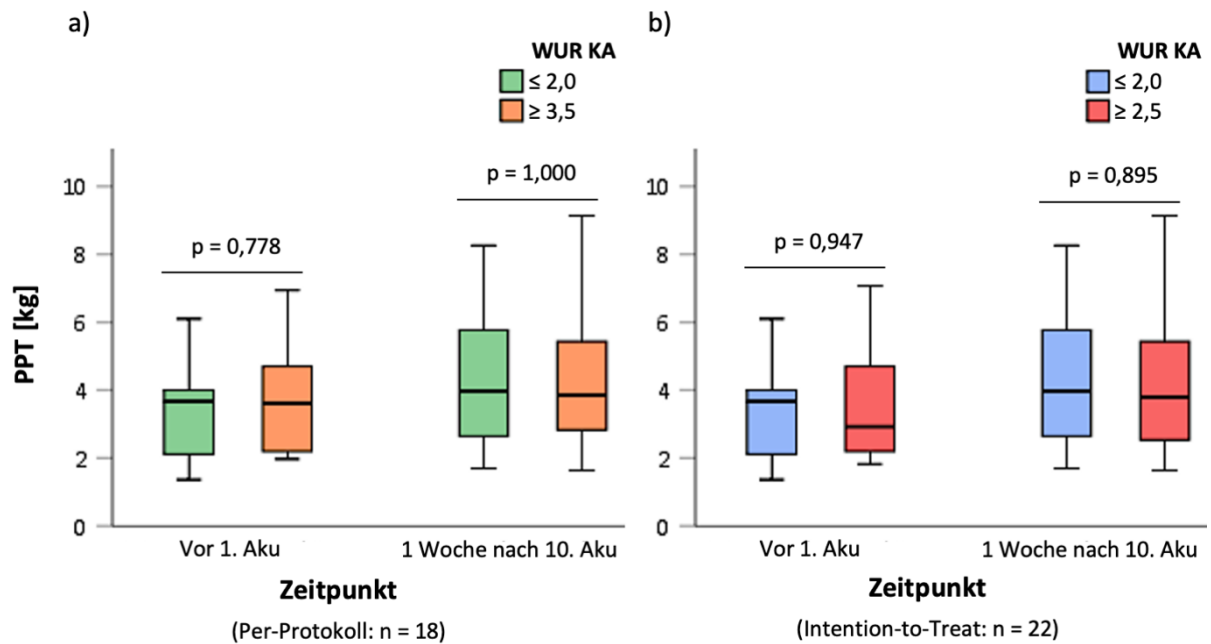 a)
WUR KA
≤ 2,0
≥ 3,5
PPT [kg]
10
8
6
4
2
0
p = 0,778
p = 1,000
Vor 1. Aku
1 Woche nach 10. Aku
Zeitpunkt
(Per-Protokoll: n = 18)
b)
WUR KA
≤ 2,0
≥ 2,5
10
8
6
4
2
0
p = 0,947
p = 0,895
Vor 1. Aku
1 Woche nach 10. Aku
Zeitpunkt
(Intention-to-Treat: n = 22)